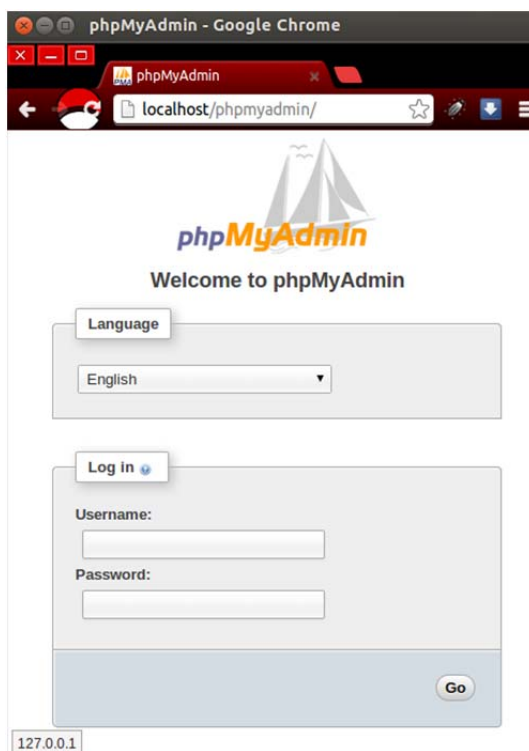 phpMyAdmin - Google Chrome
phpMyAdmin
localhost/phpmyadmin/
phpMyAdmin
Welcome to phpMyAdmin
Language
English
Log in
Username:
Password:
Go
127.0.0.1